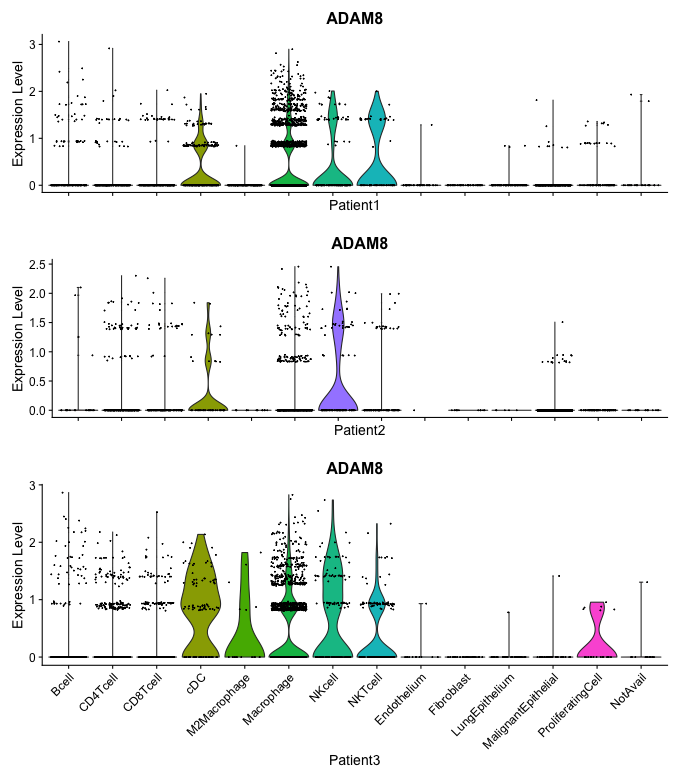 ADAM8
Expression Level
3
2
1
0
Patient1
ADAM8
Expression Level
2.5
2.0
1.5
1.0
0.5
0.0
Patient2
ADAM8
Expression Level
3
2
1
0
Bcell
CD4Tcell
CD8Tcell
cDC
M2Macrophage
Macrophage
NKcell
NKTcell
Endothelium
Fibroblast
LungEpithelium
MalignantEpithelial
ProliferatingCell
NotAvail
Patient3